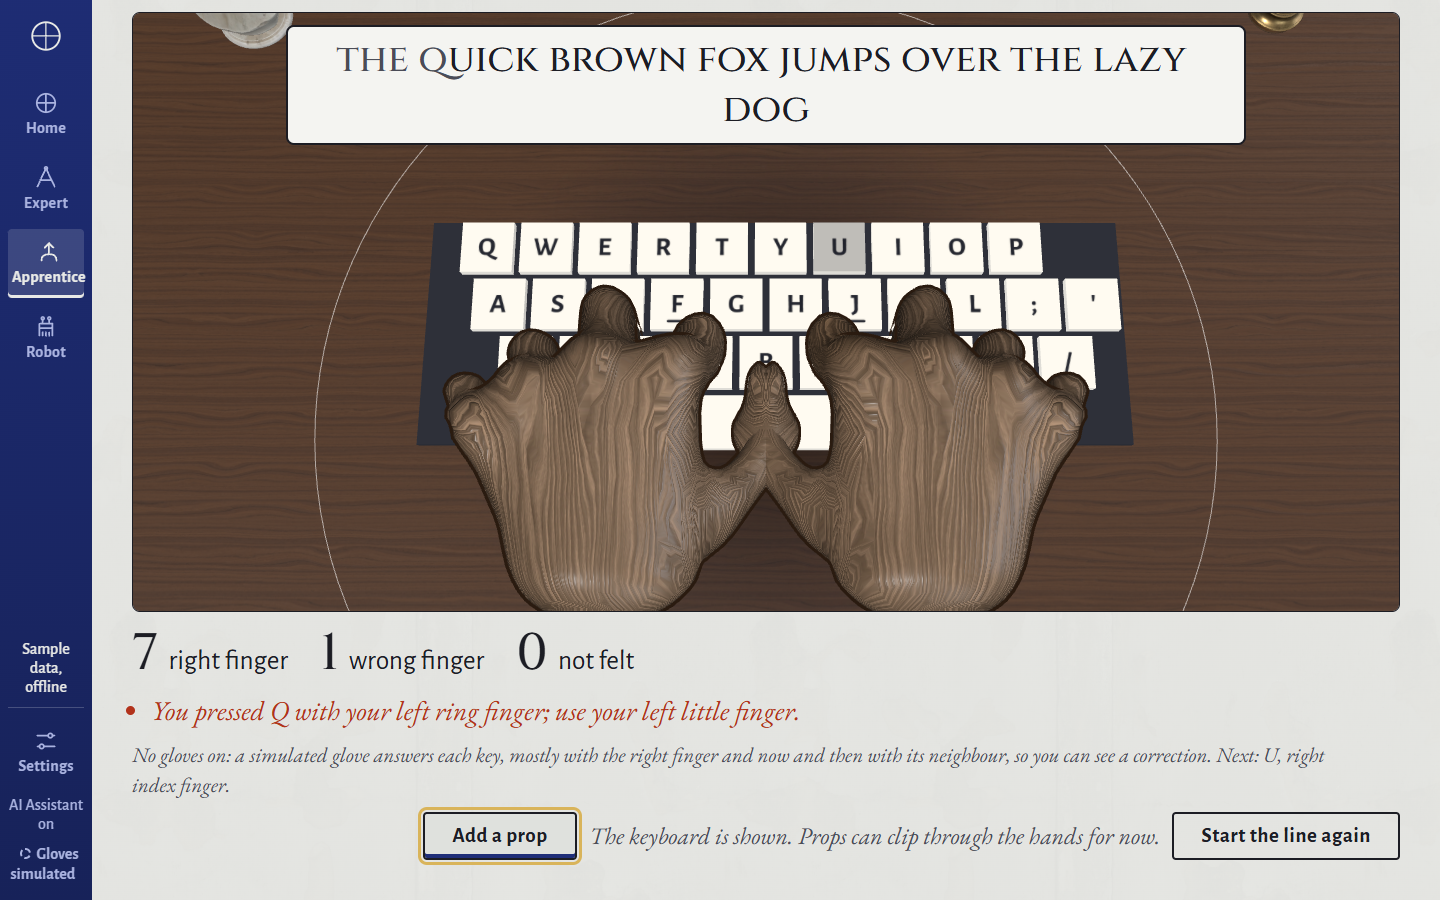 THE QUICK BROWN FOX JUMPS OVER THE LAZY
DOG
Home
Expert
Apprentice
Robot
Sample
data,
offline
Settings
AI Assistant
on
Gloves
simulated
Q W E R T Y U I O P
A S F G H J L ; '
B /
7 right finger 1 wrong finger 0 not felt
You pressed Q with your left ring finger; use your left little finger.
No gloves on: a simulated glove answers each key, mostly with the right finger and now and then with its neighbour, so you can see a correction. Next: U, right
index finger.
Add a prop
The keyboard is shown. Props can clip through the hands for now.
Start the line again